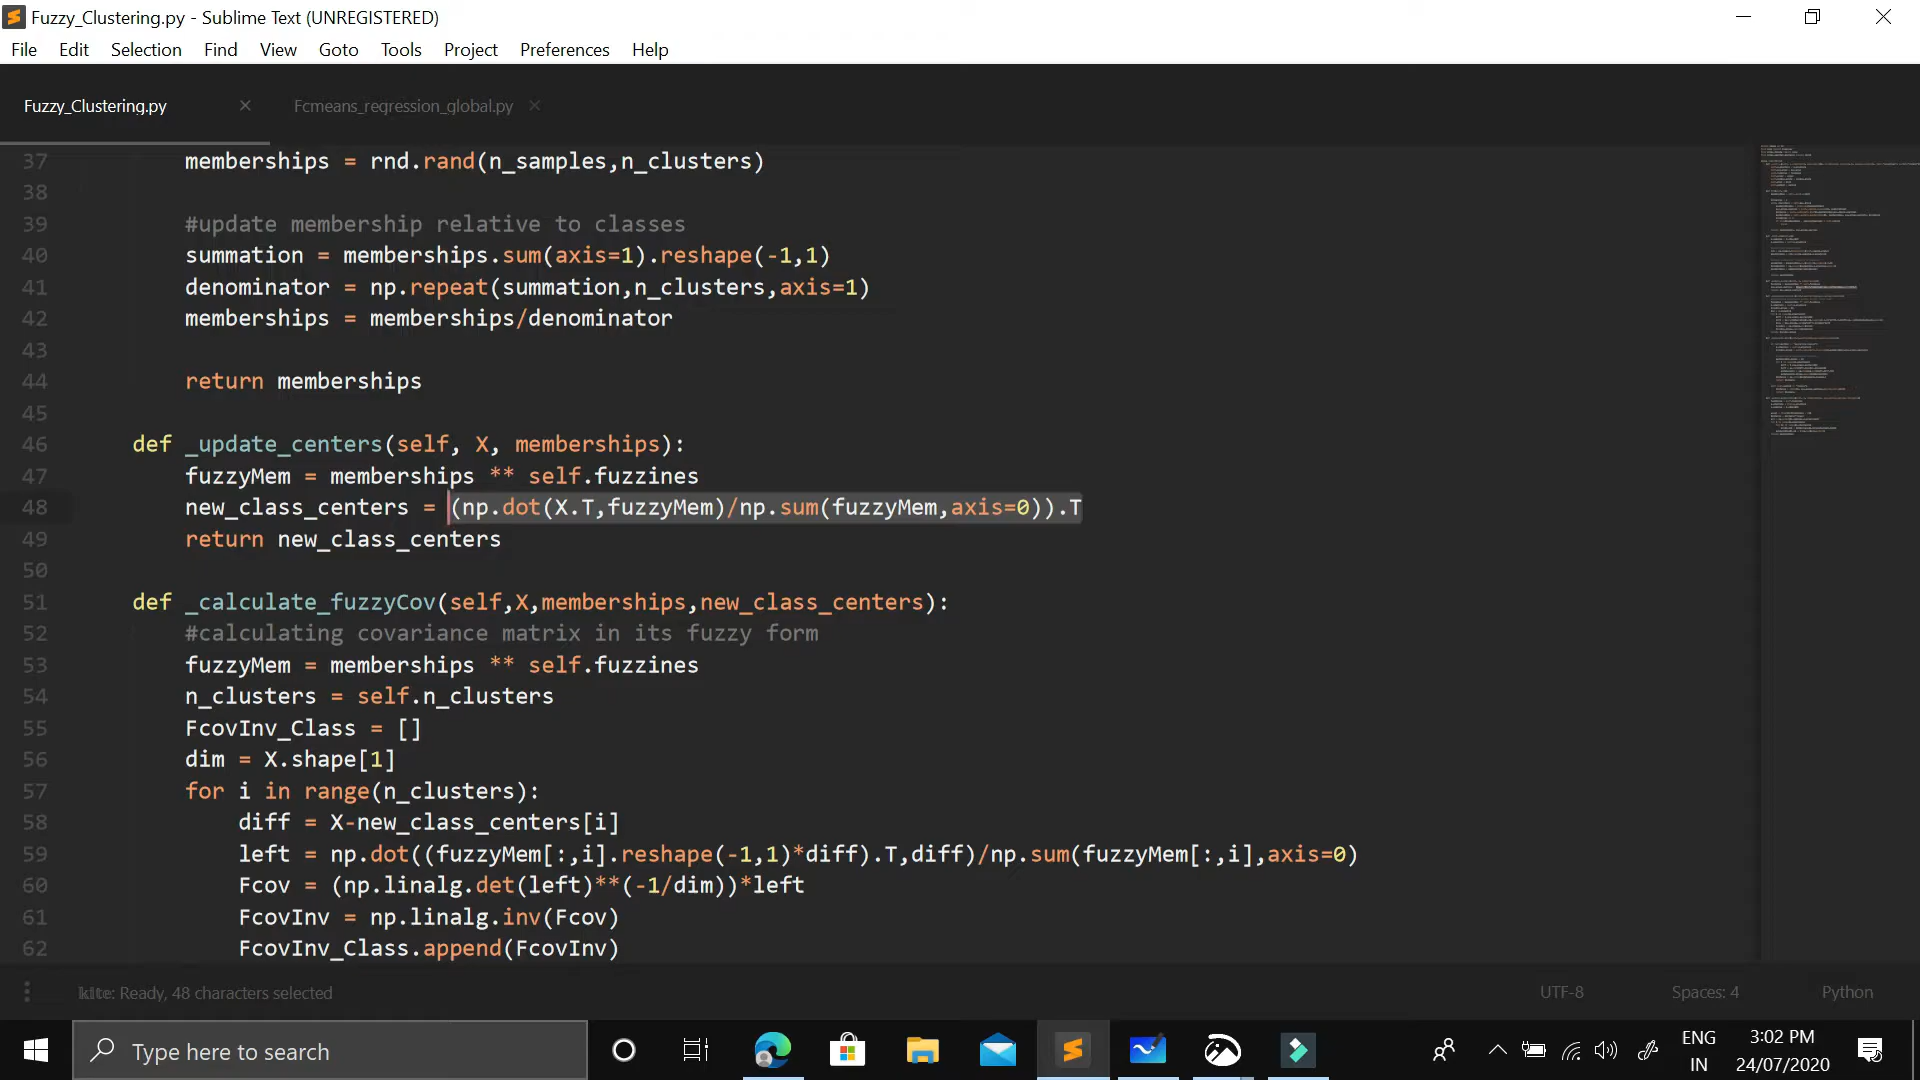 Fuzzy_Clustering.py - Sublime Text (UNREGISTERED)
File Edit Selection Find View Goto Tools Project Preferences Help
Fuzzy_Clustering.py Fcmeans_regression_global.py
37 memberships = rnd.rand(n_samples,n_clusters)
38
39 #update membership relative to classes
40 summation = memberships.sum(axis=1).reshape(-1,1)
41 denominator = np.repeat(summation,n_clusters,axis=1)
42 memberships = memberships/denominator
43
44 return memberships
45
46 def _update_centers(self, X, memberships):
47 fuzzyMem = memberships ** self.fuzzines
48 new_class_centers = (np.dot(X.T,fuzzyMem)/np.sum(fuzzyMem,axis=0)).T
49 return new_class_centers
50
51 def _calculate_fuzzyCov(self,X,memberships,new_class_centers):
52 #calculating covariance matrix in its fuzzy form
53 fuzzyMem = memberships ** self.fuzzines
54 n_clusters = self.n_clusters
55 FcovInv_Class = []
56 dim = X.shape[1]
57 for i in range(n_clusters):
58 diff = X-new_class_centers[i]
59 left = np.dot((fuzzyMem[:,i].reshape(-1,1)*diff).T,diff)/np.sum(fuzzyMem[:,i],axis=0)
60 Fcov = (np.linalg.det(left)**(-1/dim))*left
61 FcovInv = np.linalg.inv(Fcov)
62 FcovInv_Class.append(FcovInv)
kite: Ready, 48 characters selected UTF-8 Spaces: 4 Python
Type here to search
ENG
IN
3:02 PM
24/07/2020